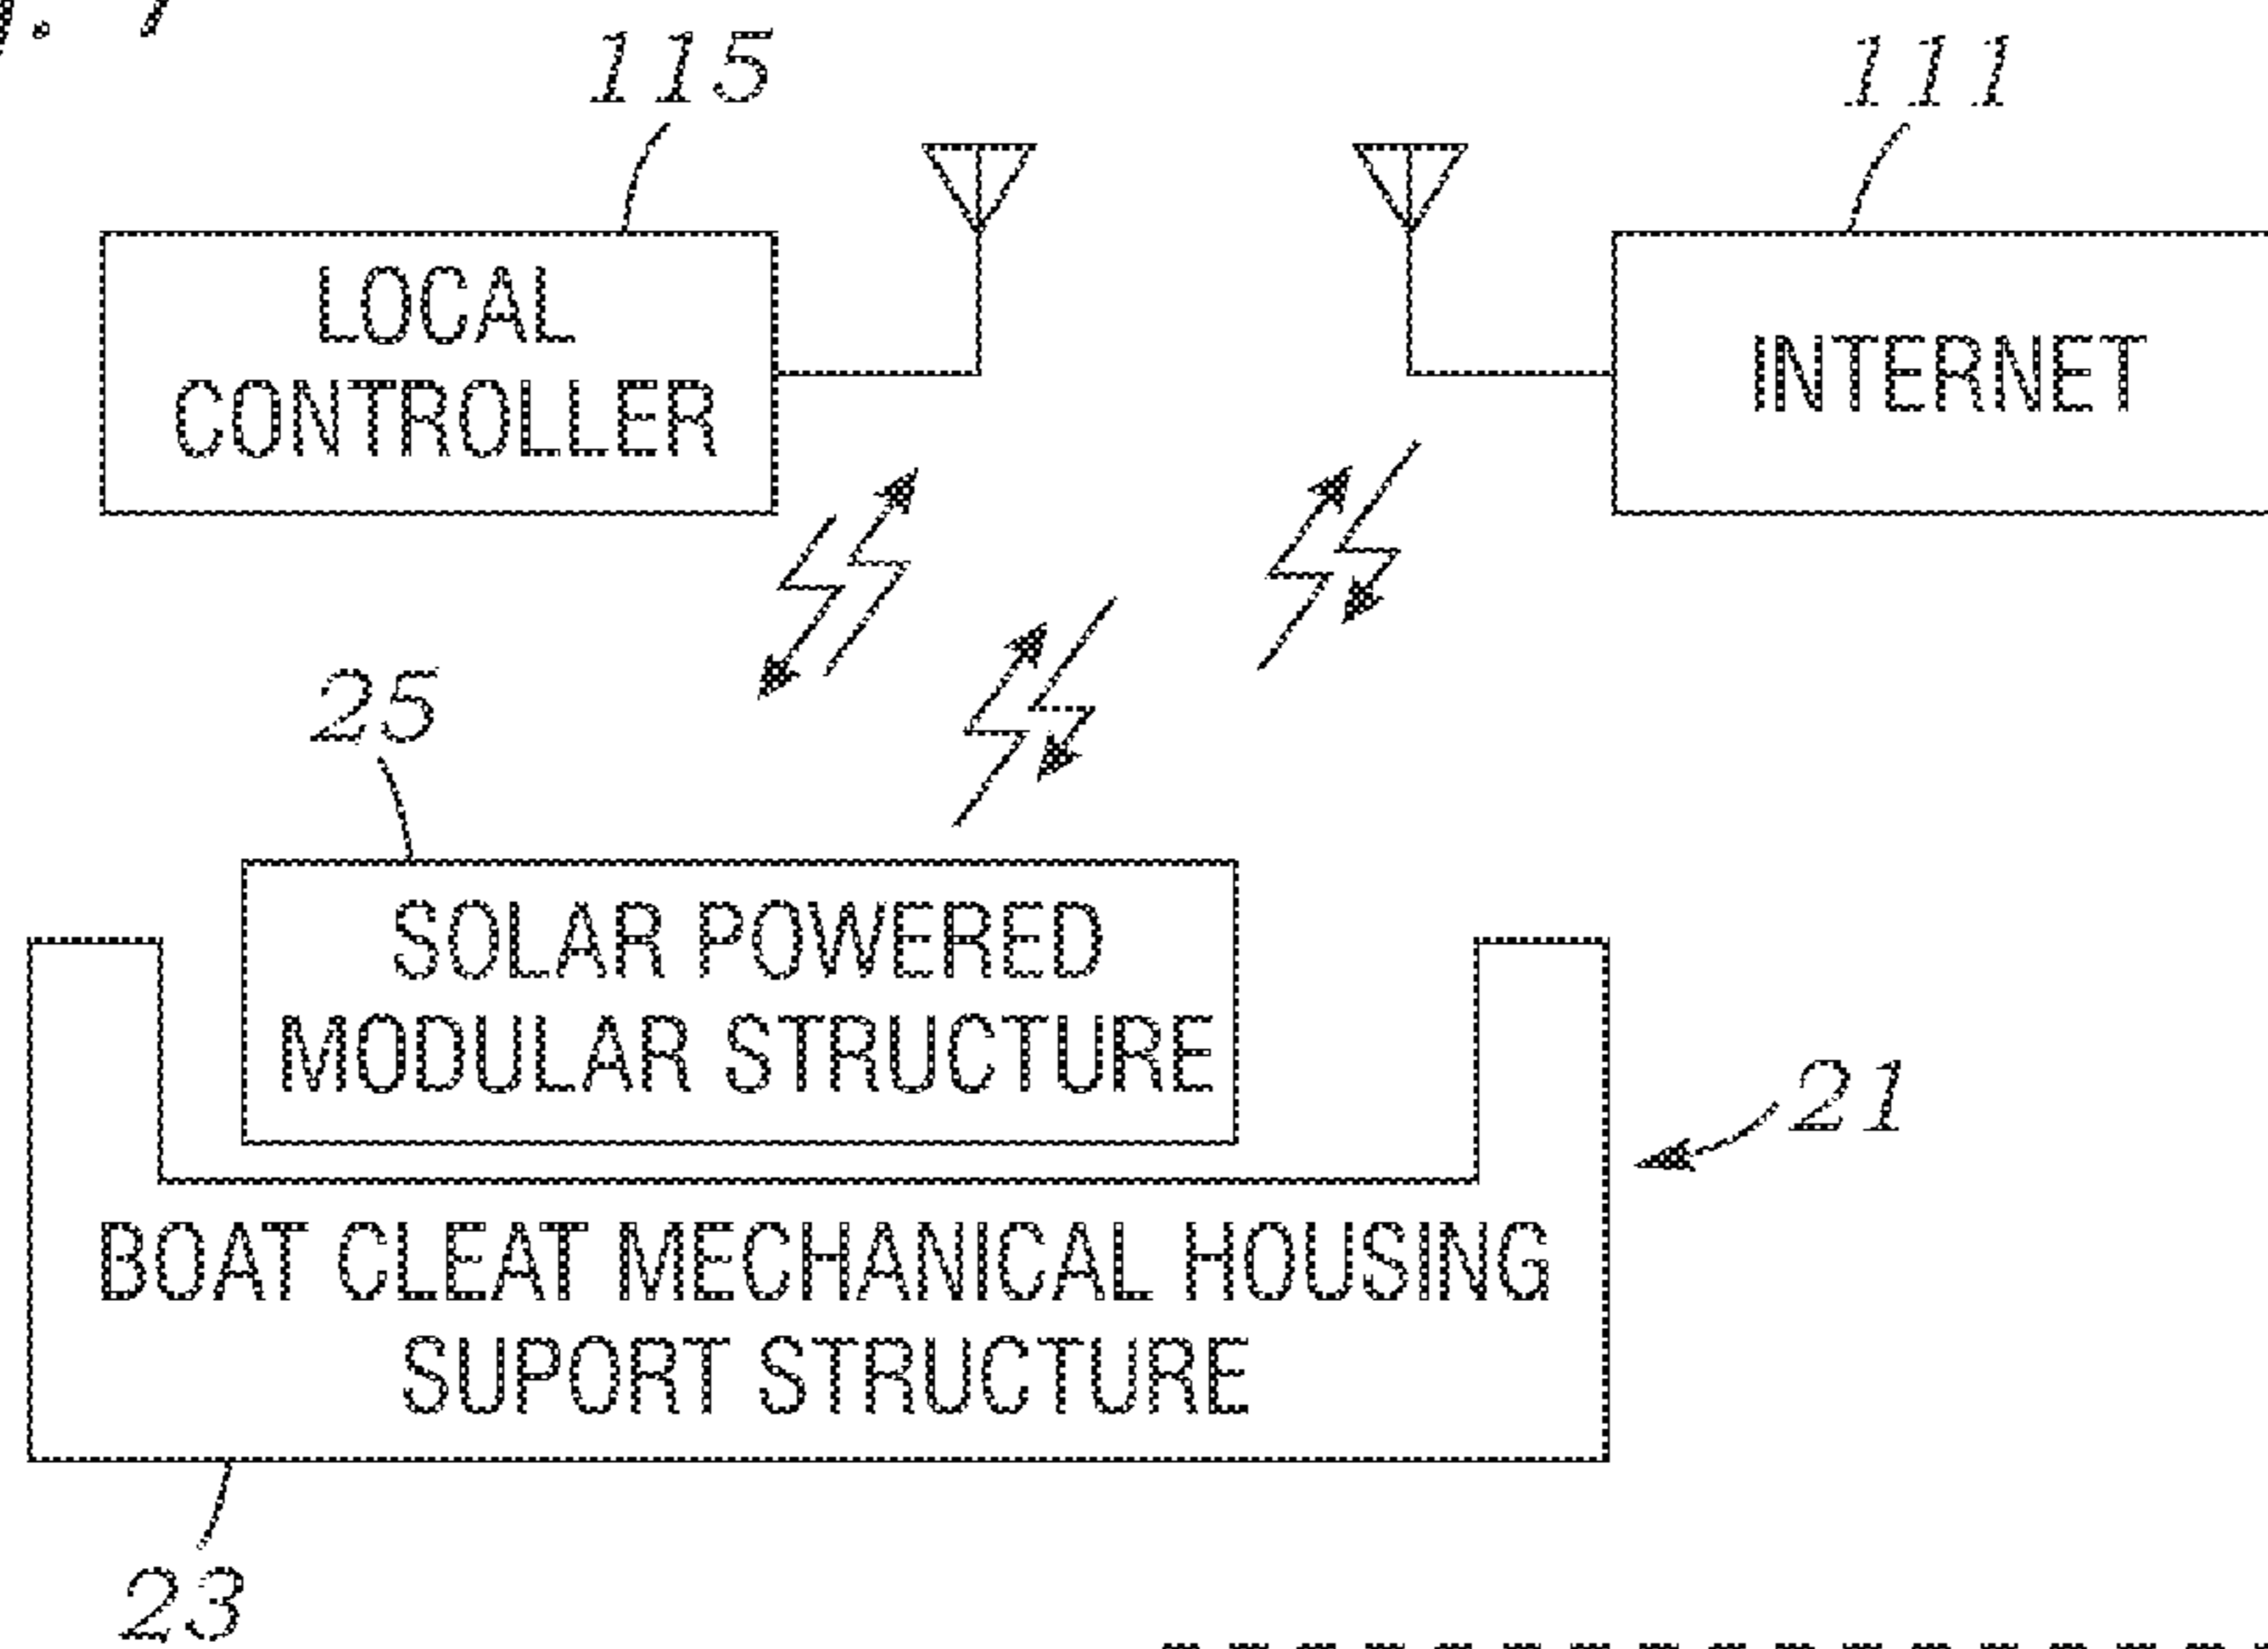 115
111
LOCAL
CONTROLLER
INTERNET
25
SOLAR POWERED
MODULAR STRUCTURE
21
BOAT CLEAT MECHANICAL HOUSING
SUPORT STRUCTURE
23